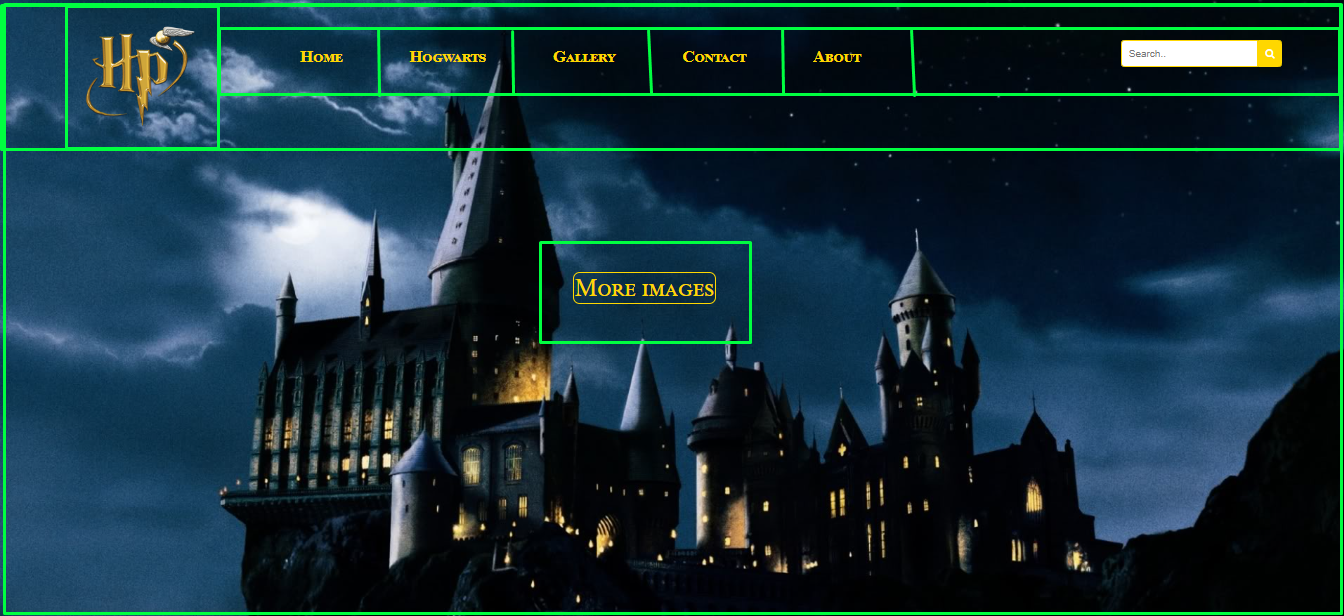 HP
Home
Hogwarts
Gallery
Contact
About
Search..
More images